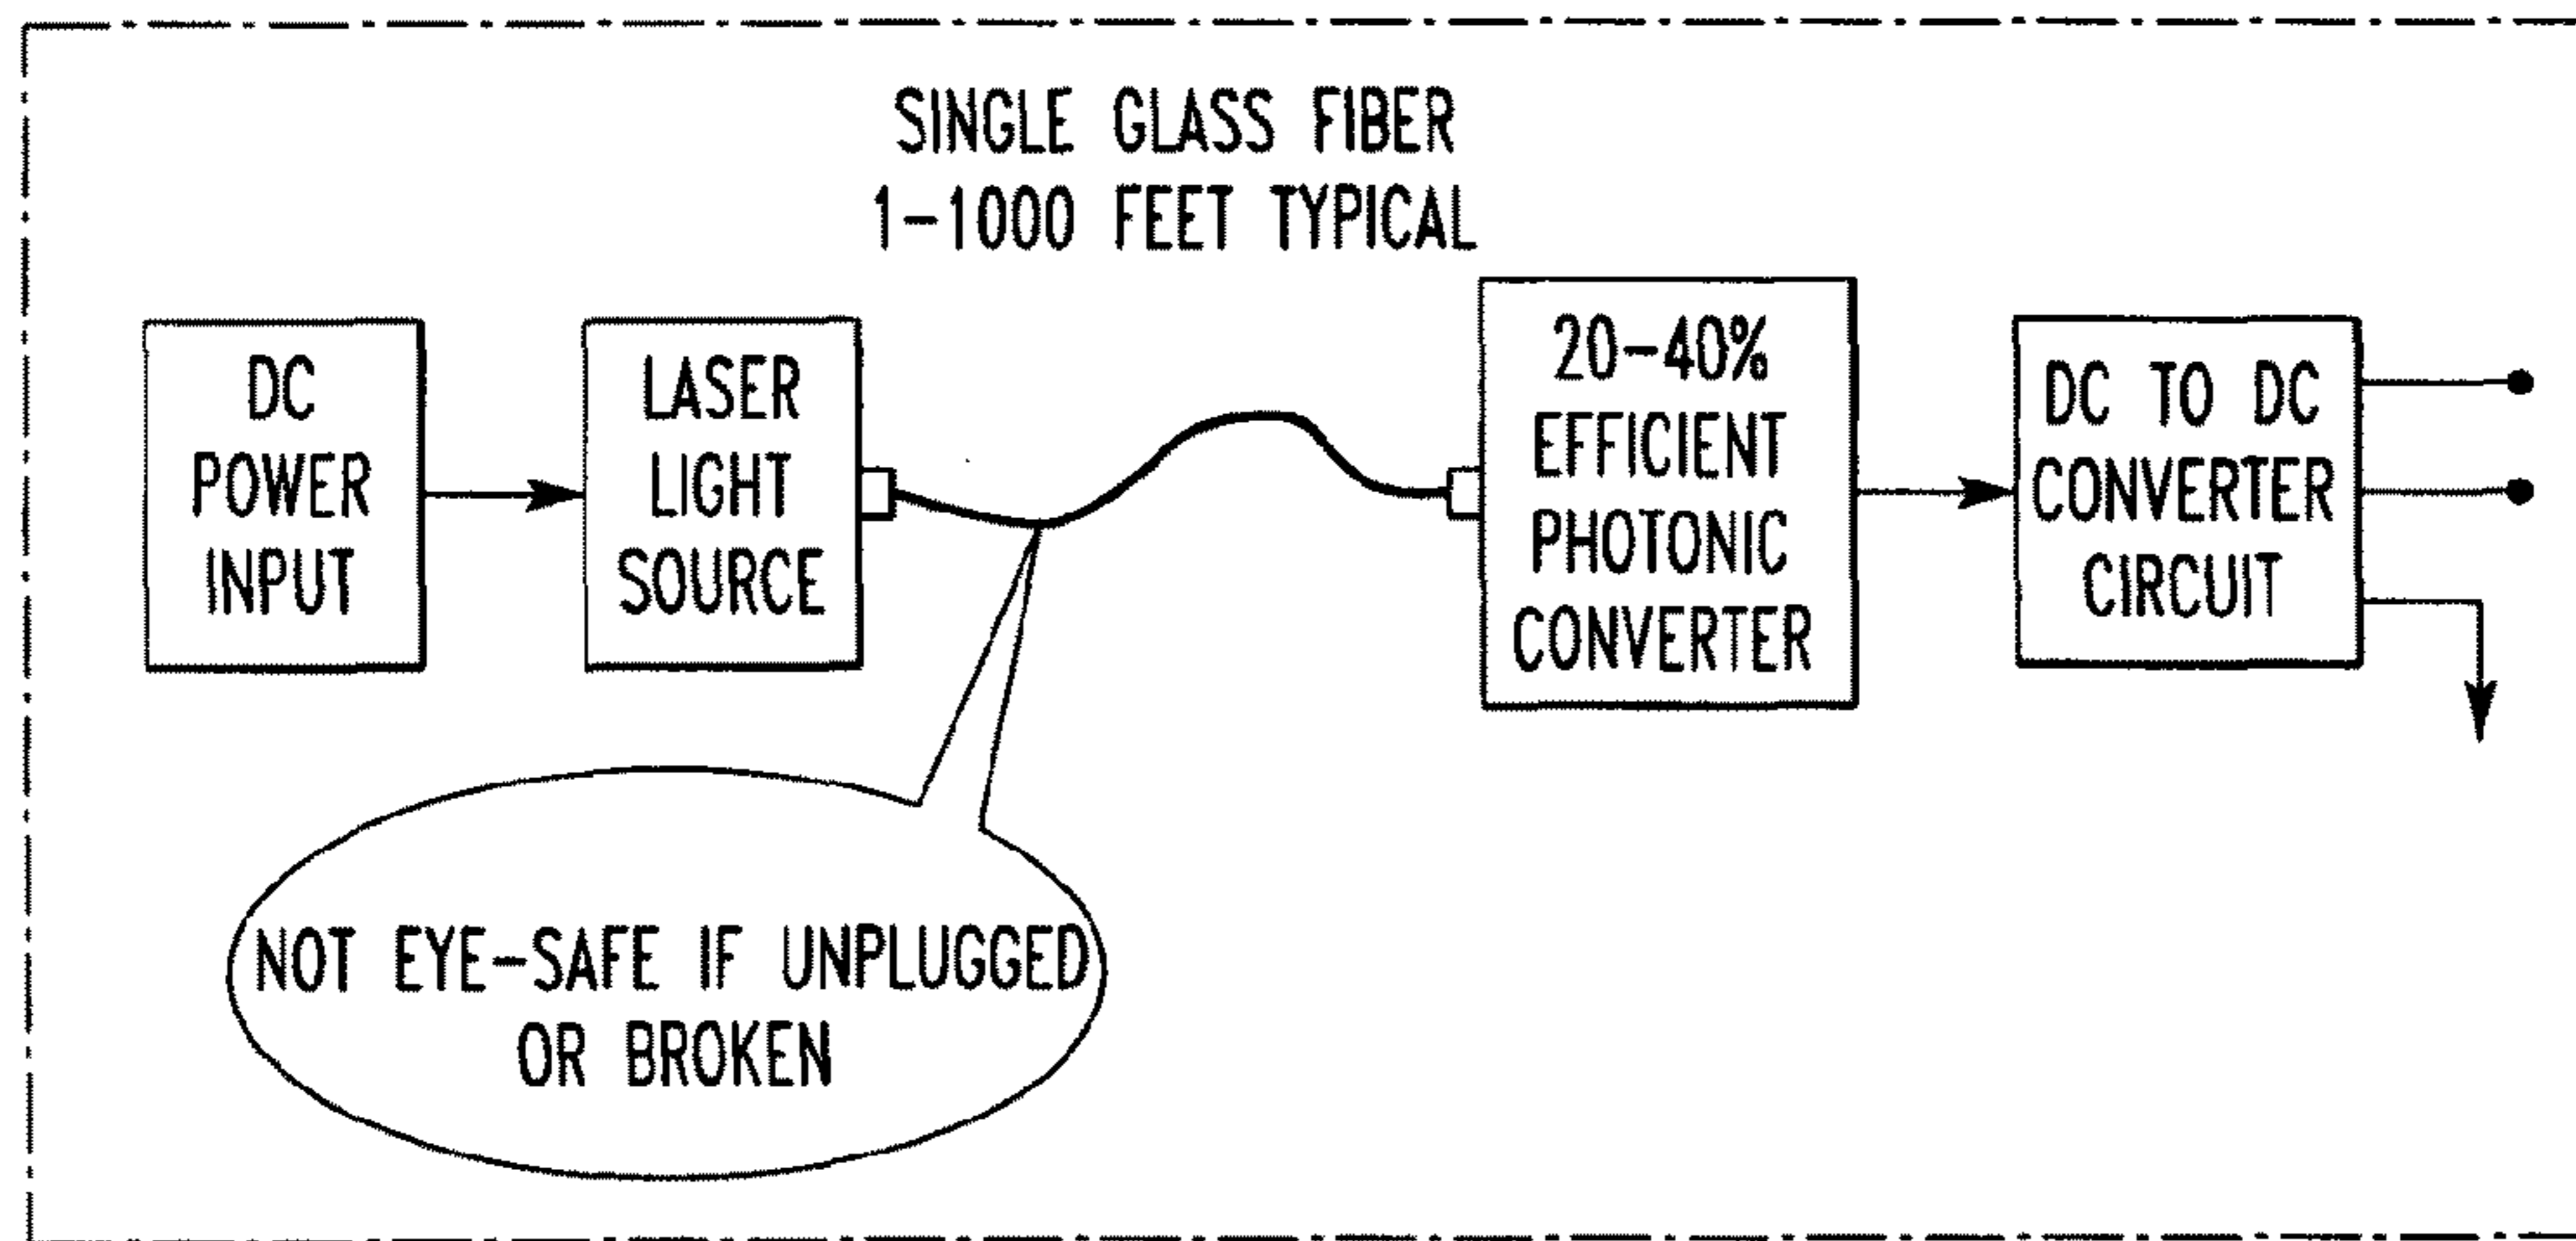 SINGLE GLASS FIBER
1-1000 FEET TYPICAL
DC
POWER
INPUT
LASER
LIGHT
SOURCE
20-40%
EFFICIENT
PHOTONIC
CONVERTER
DC TO DC
CONVERTER
CIRCUIT
NOT EYE-SAFE IF UNPLUGGED
OR BROKEN